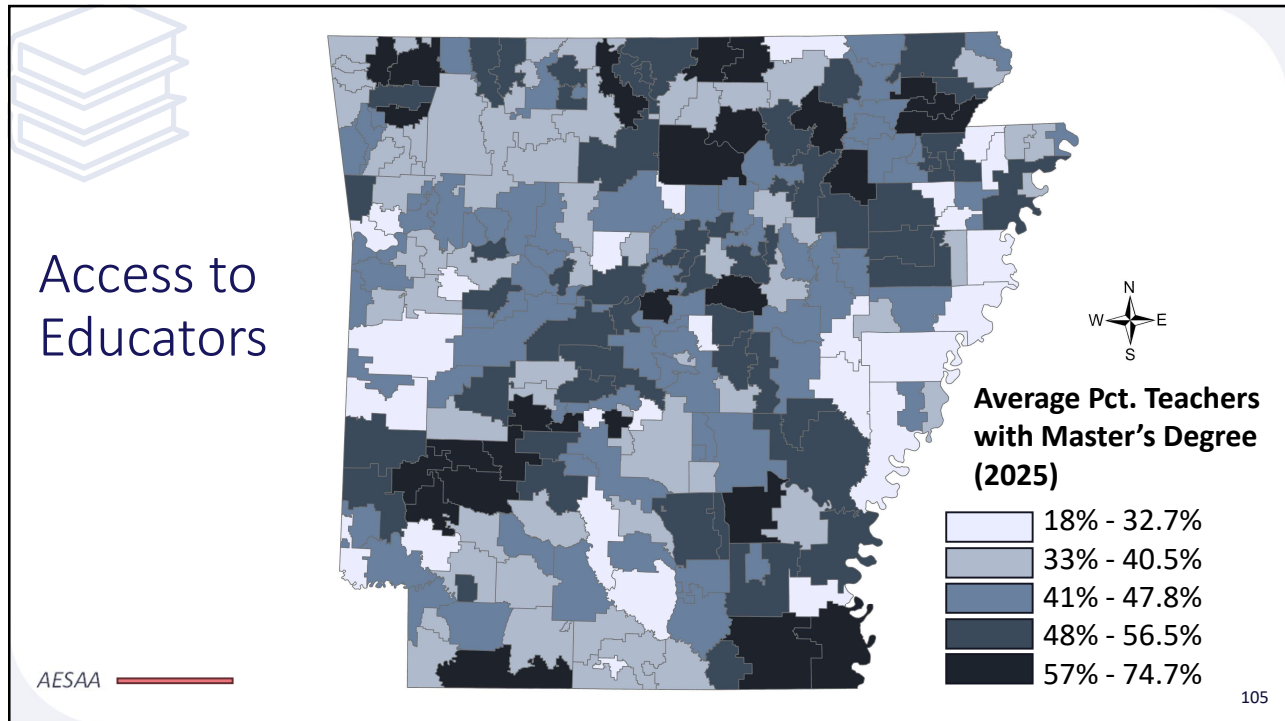 Access to
Educators
N
W E
S
Average Pct. Teachers
with Master's Degree
(2025)
18% - 32.7%
33% - 40.5%
41% - 47.8%
48% - 56.5%
57% - 74.7%
AESAA
105